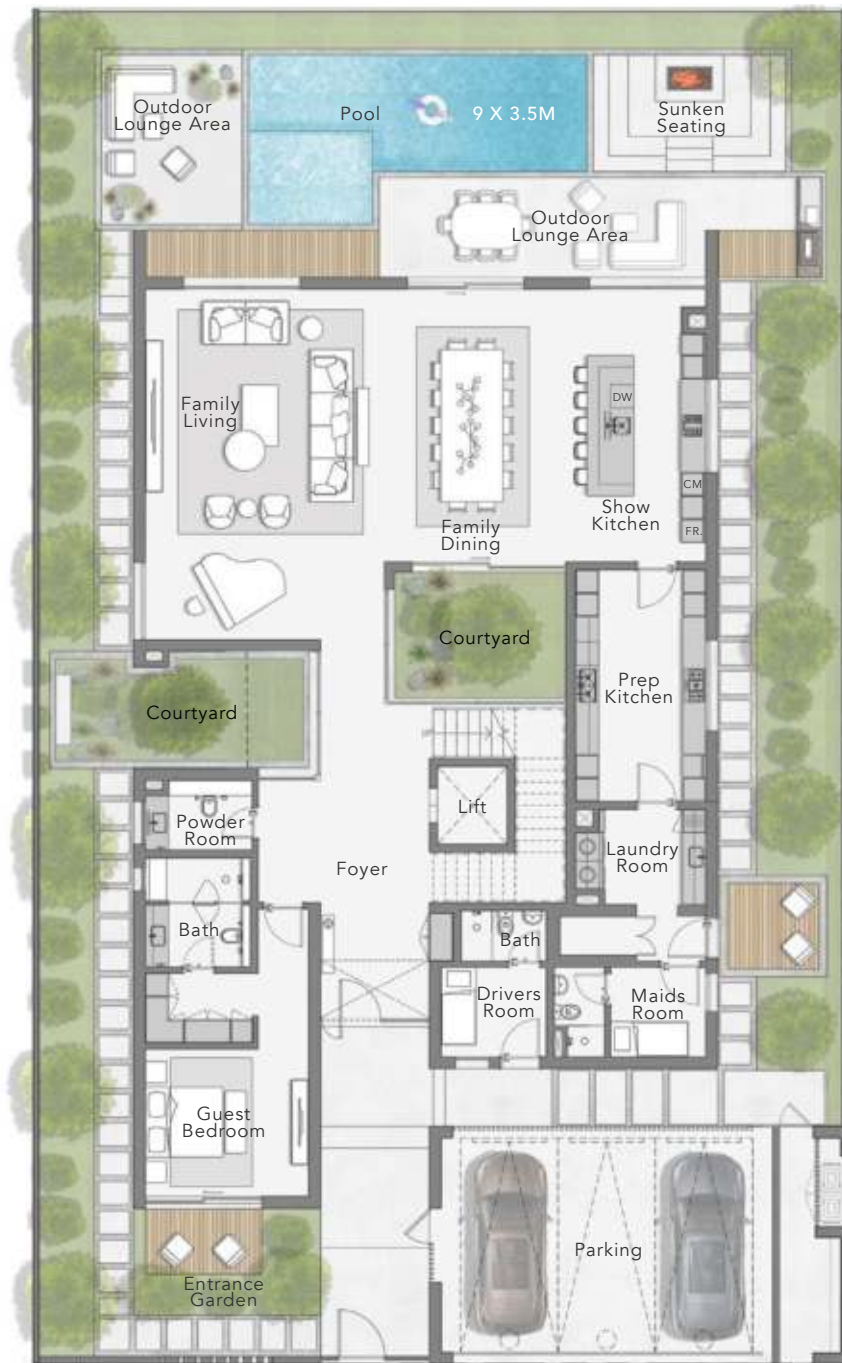 Outdoor
Lounge Area
Pool
9 X 3.5M
Sunken
Seating
Outdoor
Lounge Area
Family
Living
DW
CM
FR.
Show
Kitchen
Family
Dining
Courtyard
Prep
Kitchen
Courtyard
Lift
Powder
Room
Laundry
Room
Foyer
Bath
Bath
Drivers
Room
Maids
Room
Guest
Bedroom
Parking
Entrance
Garden